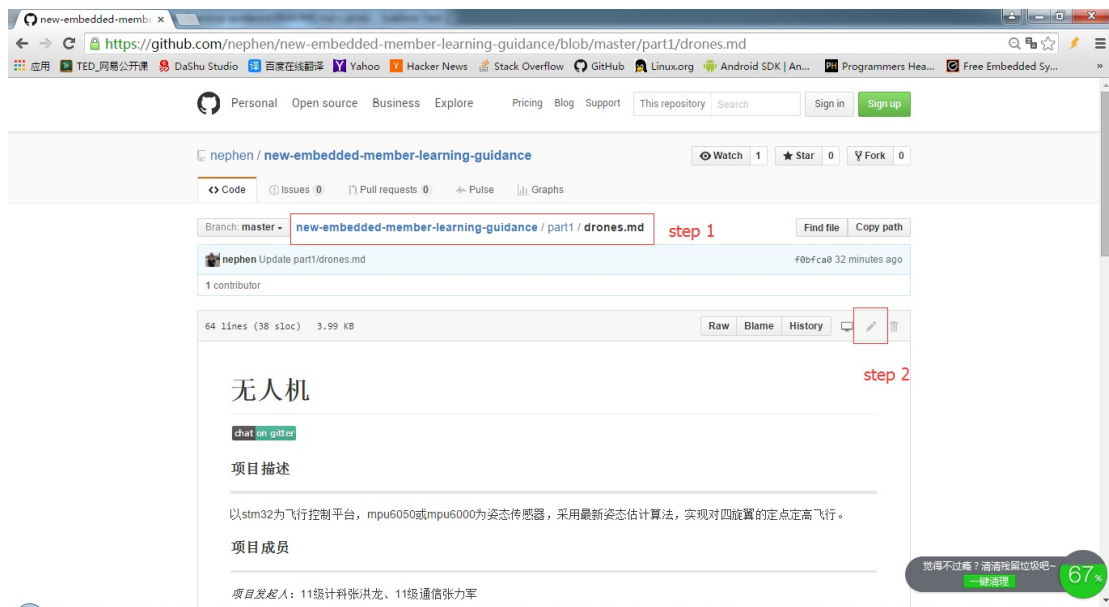 new-embedded-membe
https://github.com/nephen/new-embedded-member-learning-guidance/blob/master/part1/drones.md
应用 TED_网易公开课 DaShu Studio 百度在线翻译 Yahoo Hacker News Stack Overflow GitHub Linux.org Android SDK | An... Programmers Hea... Free Embedded Sy... »
Personal Open source Business Explore Pricing Blog Support This repository Search Sign in Sign up
nephen / new-embedded-member-learning-guidance Watch 1 Star 0 Fork 0
Code Issues 0 Pull requests 0 Pulse Graphs
Branch: master new-embedded-member-learning-guidance / part1 / drones.md step 1 Find file Copy path
nephen Update part1/drones.md f0bfca0 32 minutes ago
1 contributor
64 lines (38 sloc) 3.99 KB Raw Blame History
step 2
无人机
chat on gitter
项目描述
以stm32为飞行控制平台，mpu6050或mpu6000为姿态传感器，采用最新姿态估计算法，实现对四旋翼的定点定高飞行。
项目成员
觉得不过瘾？清清残留垃圾吧~
一键清理
67%
项目发起人：11级计科张洪龙、11级通信张力军